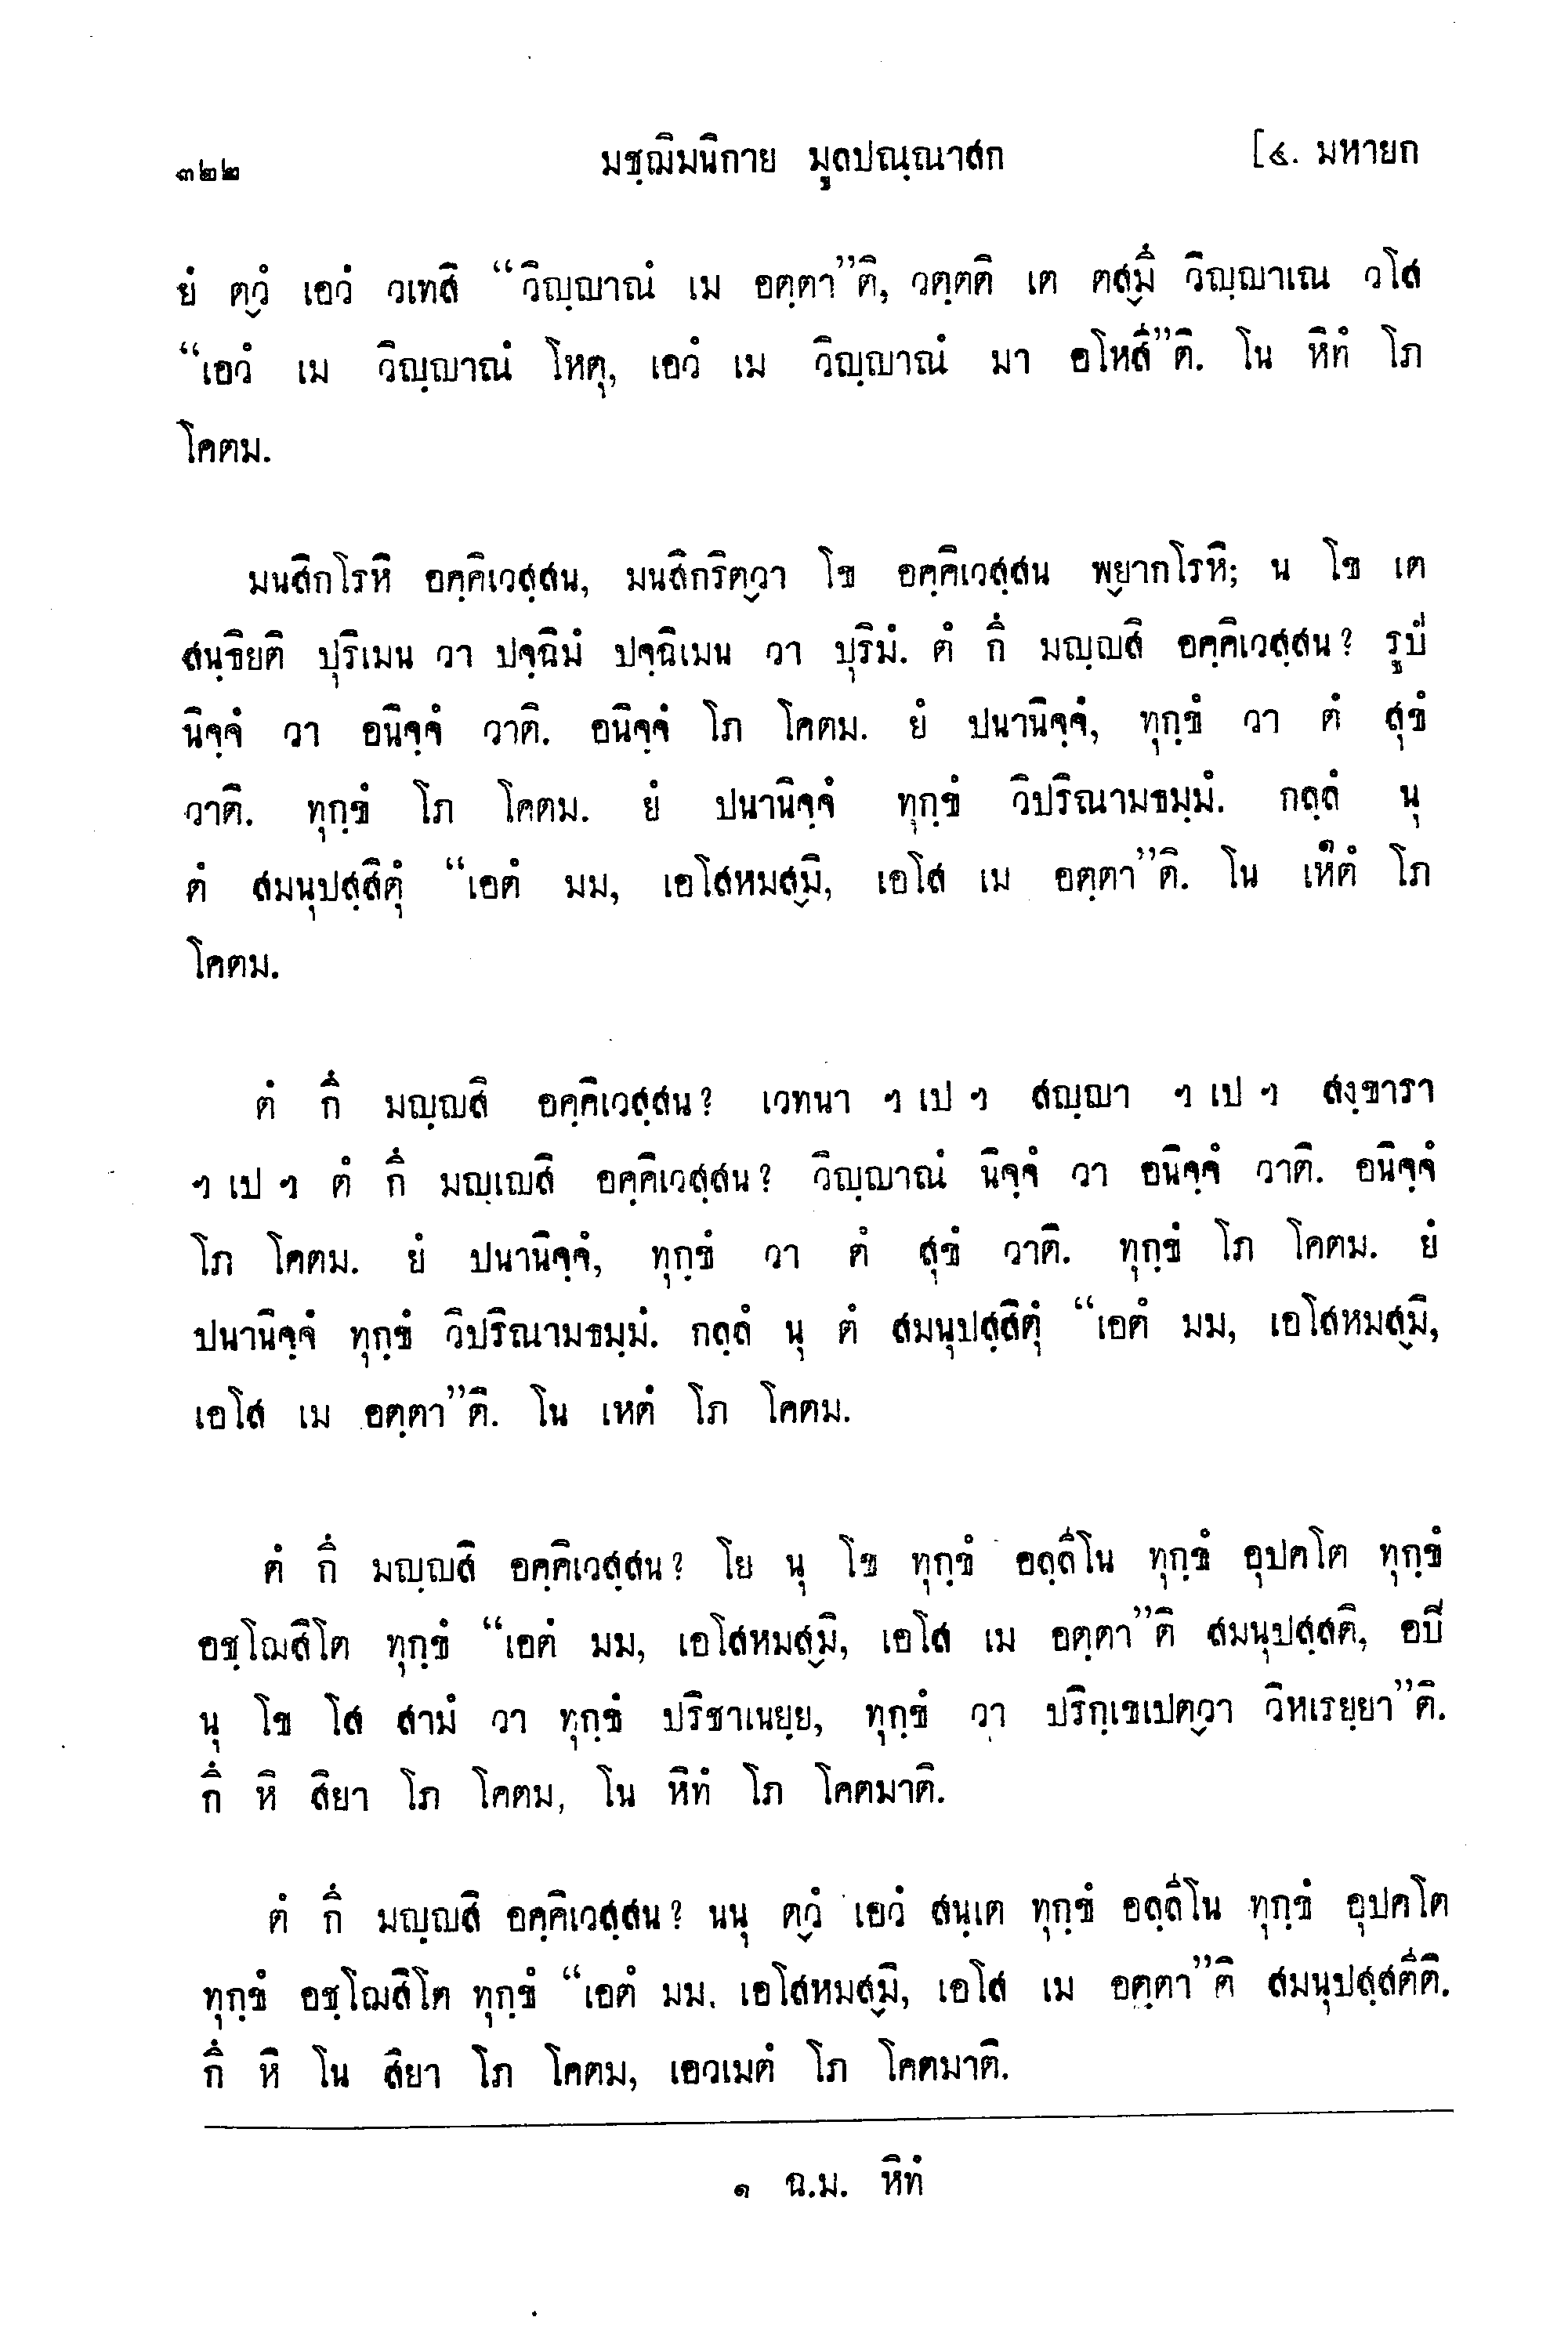 ๓๒๒ มชฺฌิมนิกาย มูลปณฺณาสก [๔. มหายก
ยํ ตฺวํ เอวํ วเทสิ “วิญฺญาณํ เม อตฺตา”ติ, วตฺตติ เต ตสฺมึ วิญฺญาเณ วโส
“เอวํ เม วิญฺญาณํ โหตุ, เอวํ เม วิญฺญาณํ มา อโหสี”ติ. โน หิทํ โภ
โคตม.
มนสิกโรหิ อคฺคิเวสฺสน, มนสิกริตฺวา โข อคฺคิเวสฺสน พฺยากโรหิ; น โข เต
สนฺธิยติ ปุริเมน วา ปจฺฉิมํ ปจฺฉิเมน วา ปุริมํ. ตํ กึ มญฺญสิ อคฺคิเวสฺสน? รูปํ
นิจฺจํ วา อนิจฺจํ วาติ. อนิจฺจํ โภ โคตม. ยํ ปนานิจฺจํ, ทุกฺขํ วา ตํ สุขํ
วาติ. ทุกฺขํ โภ โคตม. ยํ ปนานิจฺจํ ทุกฺขํ วิปริณามธมฺมํ. กลฺลํ นุ
ตํ สมนุปสฺสิตุํ “เอตํ มม, เอโสหมสฺมิ, เอโส เม อตฺตา”ติ. โน เห๑ตํ โภ
โคตม.
ตํ กึ มญฺญสิ อคฺคิเวสฺสน? เวทนา ฯ เป ฯ สญฺญา ฯ เป ฯ สงฺขารา
ฯ เป ฯ ตํ กึ มญฺเญสิ อคฺคิเวสฺสน? วิญฺญาณํ นิจฺจํ วา อนิจฺจํ วาติ. อนิจฺจํ
โภ โคตม. ยํ ปนานิจฺจํ, ทุกฺขํ วา ตํ สุขํ วาติ. ทุกฺขํ โภ โคตม. ยํ
ปนานิจฺจํ ทุกฺขํ วิปริณามธมฺมํ. กลฺลํ นุ ตํ สมนุปสฺสิตุํ “เอตํ มม, เอโสหมสฺมิ,
เอโส เม อตฺตา”ติ. โน เหตํ โภ โคตม.
ตํ กึ มญฺญสิ อคฺคิเวสฺสน? โย นุ โข ทุกฺขํ อลฺลีโน ทุกฺขํ อุปคโต ทุกฺขํ
อชฺโฌสิโต ทุกฺขํ “เอตํ มม, เอโสหมสฺมิ, เอโส เม อตฺตา”ติ สมนุปสฺสติ, อปิ
นุ โข โส สามํ วา ทุกฺขํ ปริชาเนยฺย, ทุกฺขํ วา ปริกฺเขเปตฺวา วิหเรยฺยา”ติ.
กึ หิ สิยา โภ โคตม, โน หิทํ โภ โคตมาติ.
ตํ กึ มญฺญสิ อคฺคิเวสฺสน? นนุ ตฺวํ เอวํ สนฺเต ทุกฺขํ อลฺลีโน ทุกฺขํ อุปคโต
ทุกฺขํ อชฺโฌสิโต ทุกฺขํ “เอตํ มม. เอโสหมสฺมิ, เอโส เม อตฺตา”ติ สมนุปสฺสตีติ.
กึ หิ โน สิยา โภ โคตม, เอวเมตํ โภ โคตมาติ.
๑ ฉ.ม. หิทํ